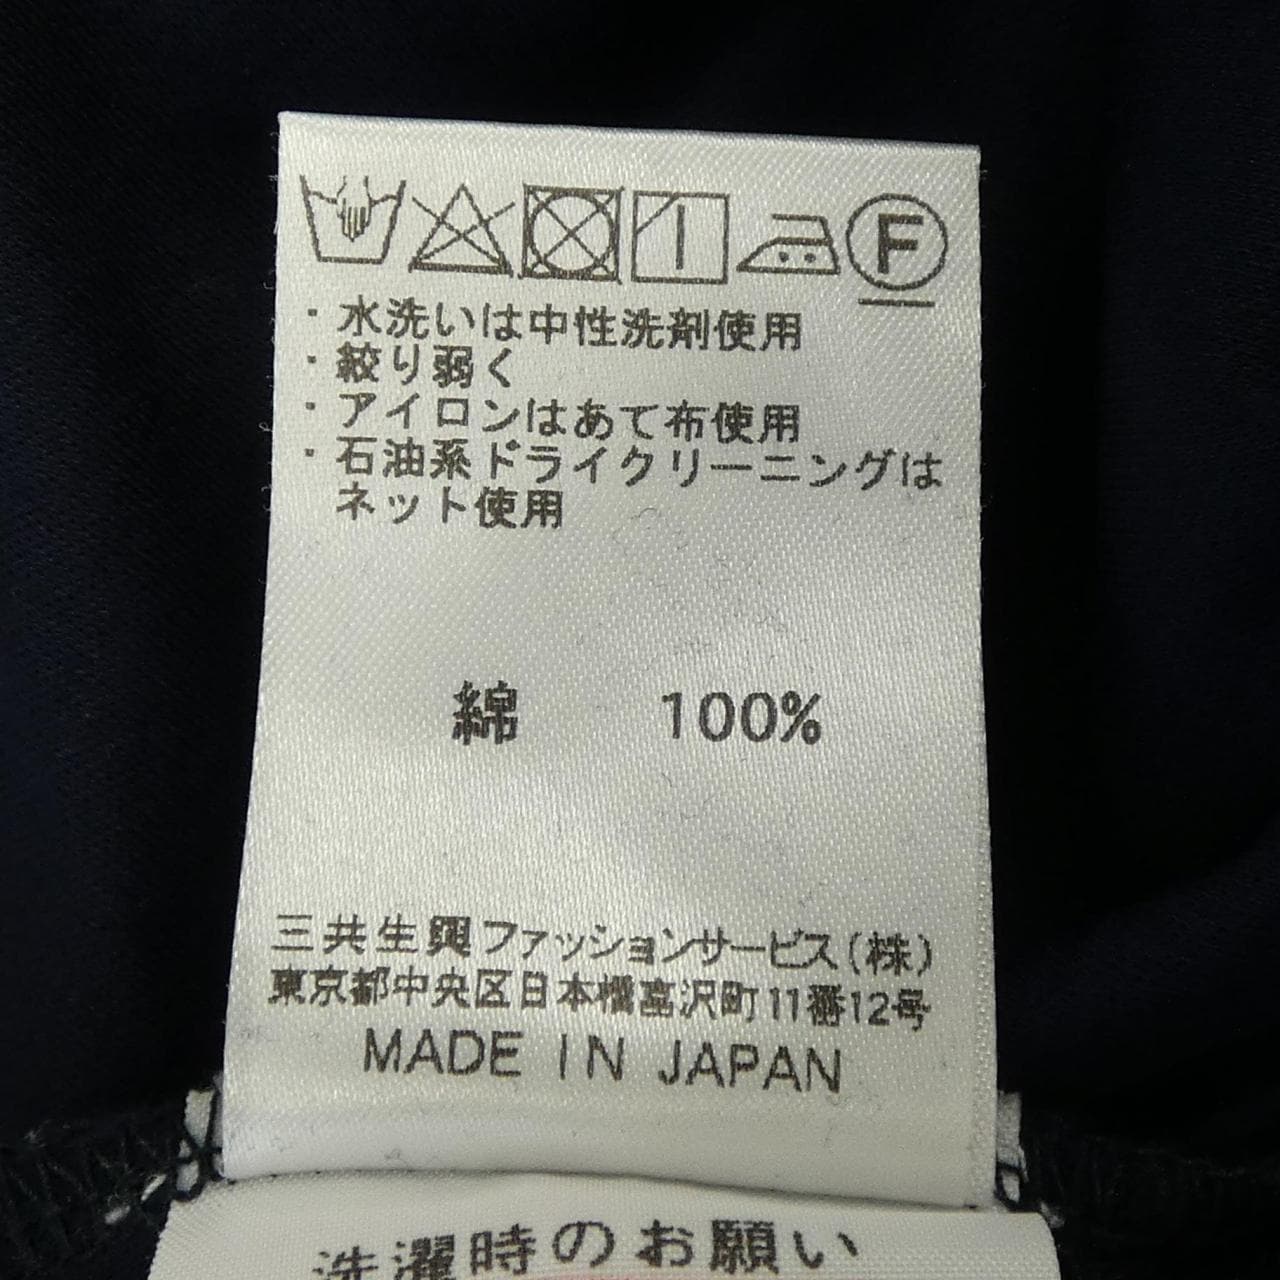 F
・水洗いは中性洗剤使用
・絞り弱く
・アイロンはあて布使用
・石油系ドライクリーニングは
ネット使用
綿 100%
三共生興ファッションサービス(株)
東京都中央区日本橋富沢町11番12号
MADE IN JAPAN
洗濯時のお願い